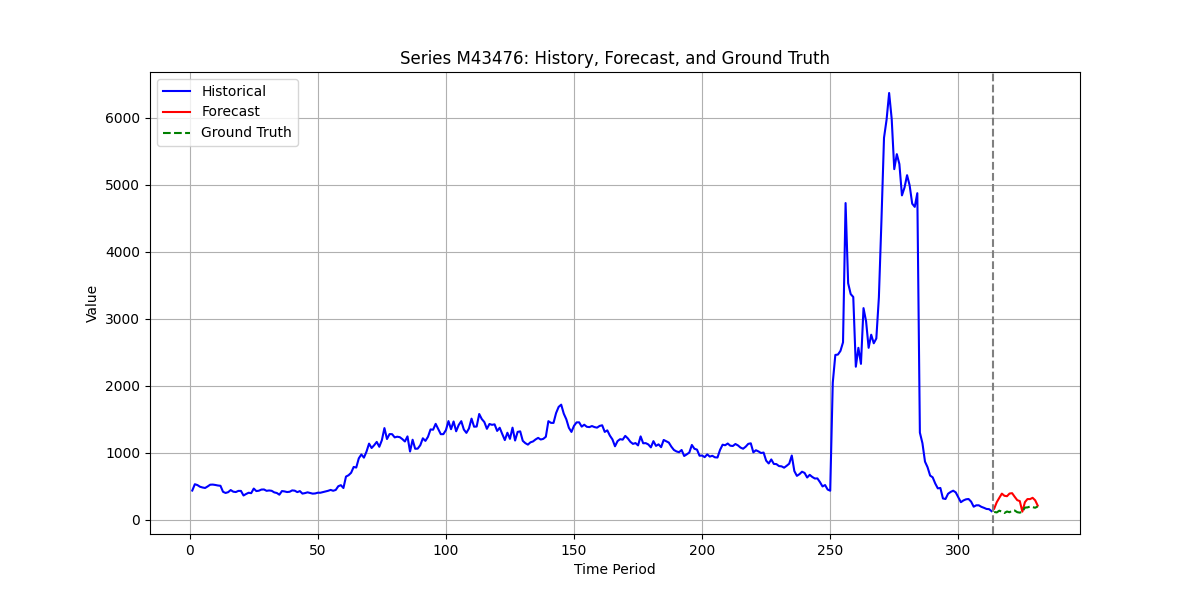 Series M43476: History, Forecast, and Ground Truth
Historical
Forecast
Ground Truth
6000
5000
4000
3000
2000
1000
0
Value
0 50 100 150 200 250 300
Time Period